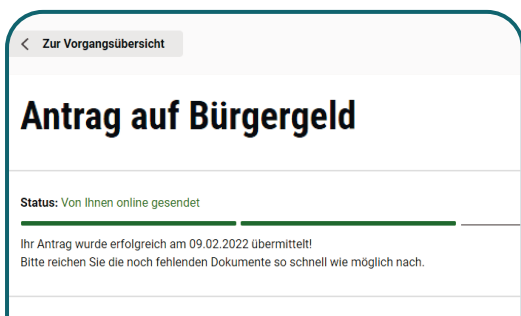 Zur Vorgangsübersicht
Antrag auf Bürgergeld
Status: Von Ihnen online gesendet
Ihr Antrag wurde erfolgreich am 09.02.2022 übermittelt!
Bitte reichen Sie die noch fehlenden Dokumente so schnell wie möglich nach.